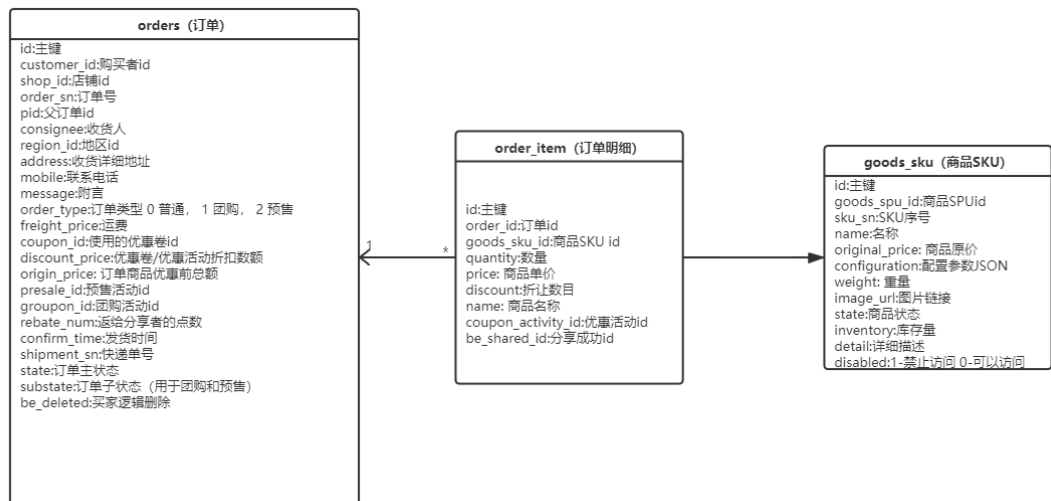 orders（订单）
id:主键
customer_id:购买者id
shop_id:店铺id
order_sn:订单号
pid:父订单id
consignee:收货人
region_id:地区id
address:收货详细地址
mobile:联系电话
message:附言
order_type:订单类型 0 普通， 1 团购， 2 预售
freight_price:运费
coupon_id:使用的优惠卷id
discount_price:优惠卷/优惠活动折扣数额
origin_price: 订单商品优惠前总额
presale_id:预售活动id
groupon_id:团购活动id
rebate_num:返给分享者的点数
confirm_time:发货时间
shipment_sn:快递单号
state:订单主状态
substate:订单子状态（用于团购和预售）
be_deleted:买家逻辑删除
1
*
order_item（订单明细）
id:主键
order_id:订单id
goods_sku_id:商品SKU id
quantity:数量
price: 商品单价
discount:折让数目
name: 商品名称
coupon_activity_id:优惠活动id
be_shared_id:分享成功id
goods_sku（商品SKU）
id:主键
goods_spu_id:商品SPUid
sku_sn:SKU序号
name:名称
original_price: 商品原价
configuration:配置参数JSON
weight: 重量
image_url:图片链接
state:商品状态
inventory:库存量
detail:详细描述
disabled:1-禁止访问 0-可以访问